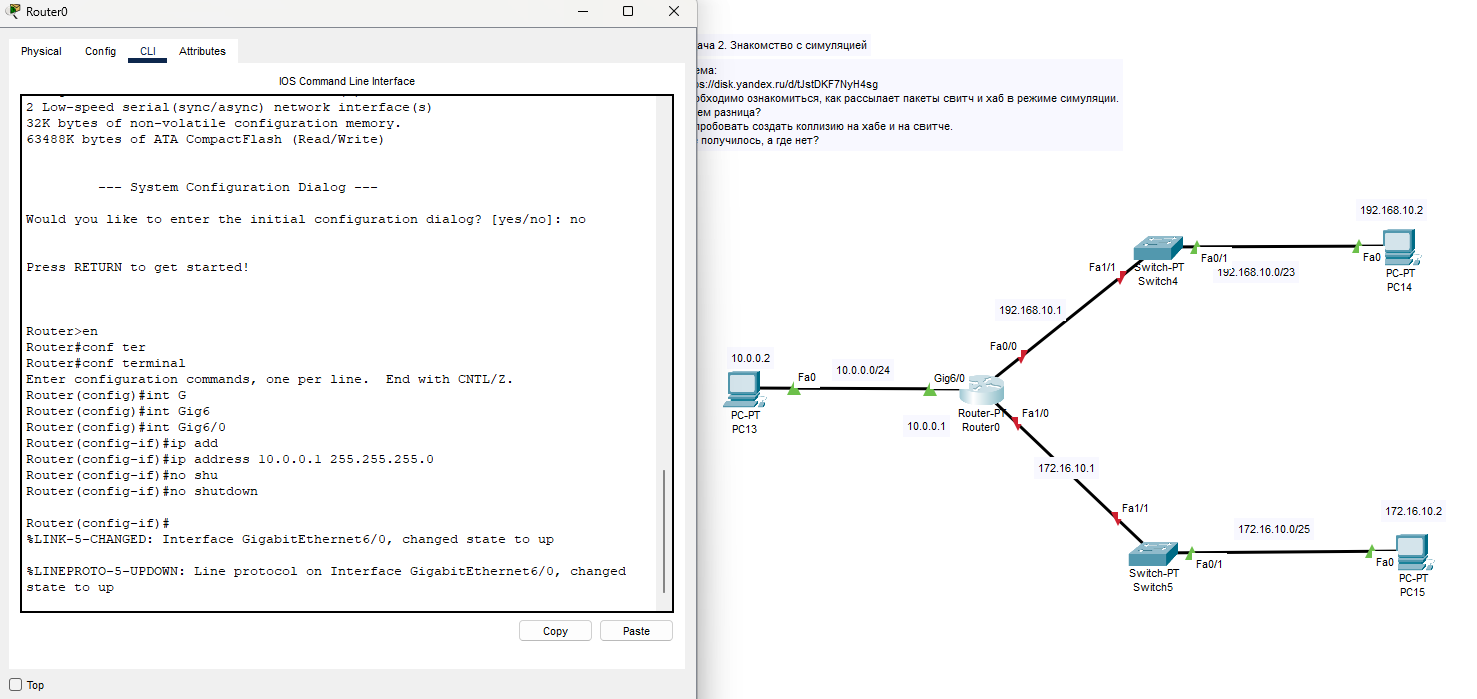 Router0
Physical Config CLI Attributes
IOS Command Line Interface
2 Low-speed serial(sync/async) network interface(s)
32K bytes of non-volatile configuration memory.
63488K bytes of ATA CompactFlash (Read/Write)
--- System Configuration Dialog ---
Would you like to enter the initial configuration dialog? [yes/no]: no
Press RETURN to get started!
Router>en
Router#conf ter
Router#conf terminal
Enter configuration commands, one per line.  End with CNTL/Z.
Router(config)#int G
Router(config)#int Gig6
Router(config)#int Gig6/0
Router(config-if)#ip add
Router(config-if)#ip address 10.0.0.1 255.255.255.0
Router(config-if)#no shu
Router(config-if)#no shutdown
Router(config-if)#
%LINK-5-CHANGED: Interface GigabitEthernet6/0, changed state to up
%LINEPROTO-5-UPDOWN: Line protocol on Interface GigabitEthernet6/0, changed
state to up
Copy Paste
Top
ача 2. Знакомство с симуляцией
ема:
ps://disk.yandex.ru/d/tJstDKF7NyH4sg
обходимо ознакомиться, как рассылает пакеты свитч и хаб в режиме симуляции.
ем разница?
пробовать создать коллизию на хабе и на свитче.
получилось, а где нет?
192.168.10.2
Fa1/1
Switch-PT
Switch4
Fa0/1
192.168.10.0/23
Fa0
PC-PT
PC14
192.168.10.1
Fa0/0
10.0.0.2
Fa0
10.0.0.0/24
Gig6/0
PC-PT
PC13
10.0.0.1
Router-PT
Router0
Fa1/0
172.16.10.1
Fa1/1
172.16.10.0/25
172.16.10.2
Switch-PT
Switch5
Fa0/1
Fa0
PC-PT
PC15